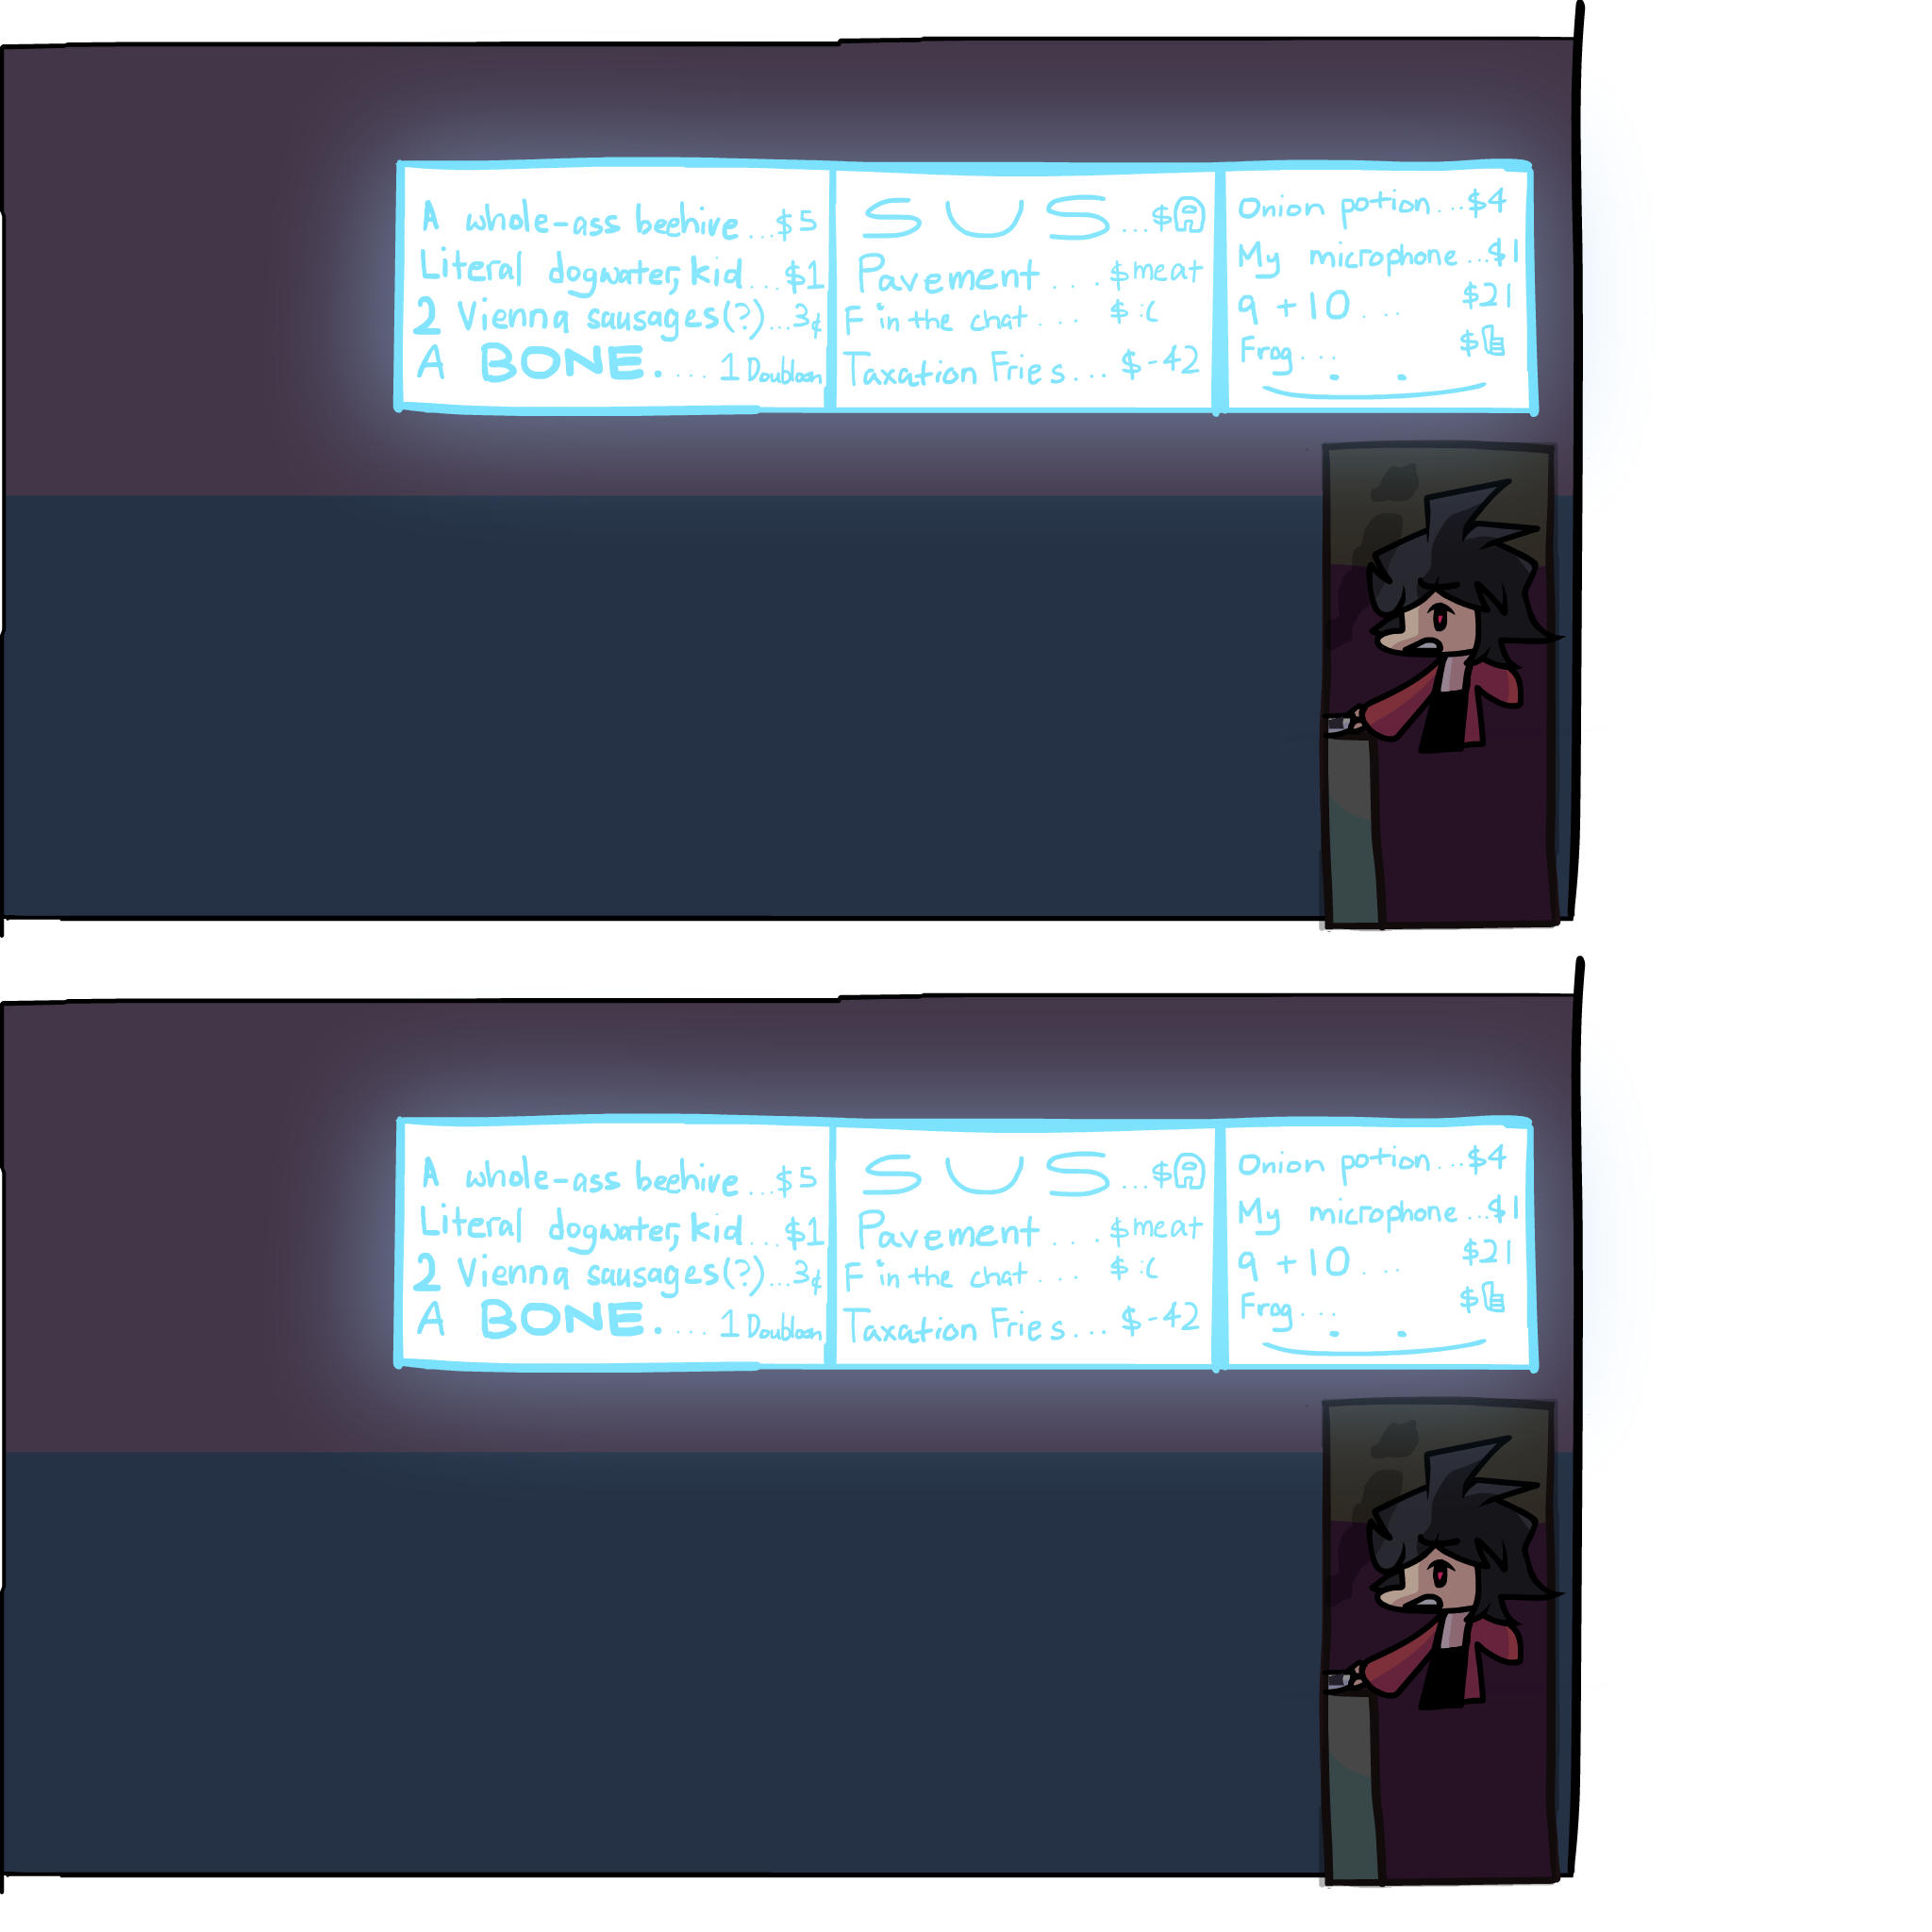 A whole-ass beehive...$5
Literal dogwater, kid...$1
2 Vienna sausages(?)...3¢
A BONE. ... 1 Doubloon
SUS...$
Pavement ... $meat
F in the chat ... $:C
Taxation Fries... $-42
Onion potion...$4
My microphone...$1
9 + 10 ... $21
Frog... $
A whole-ass beehive...$5
Literal dogwater, kid...$1
2 Vienna sausages(?)...3¢
A BONE. ... 1 Doubloon
SUS...$
Pavement ... $meat
F in the chat ... $:C
Taxation Fries... $-42
Onion potion...$4
My microphone...$1
9 + 10 ... $21
Frog... $